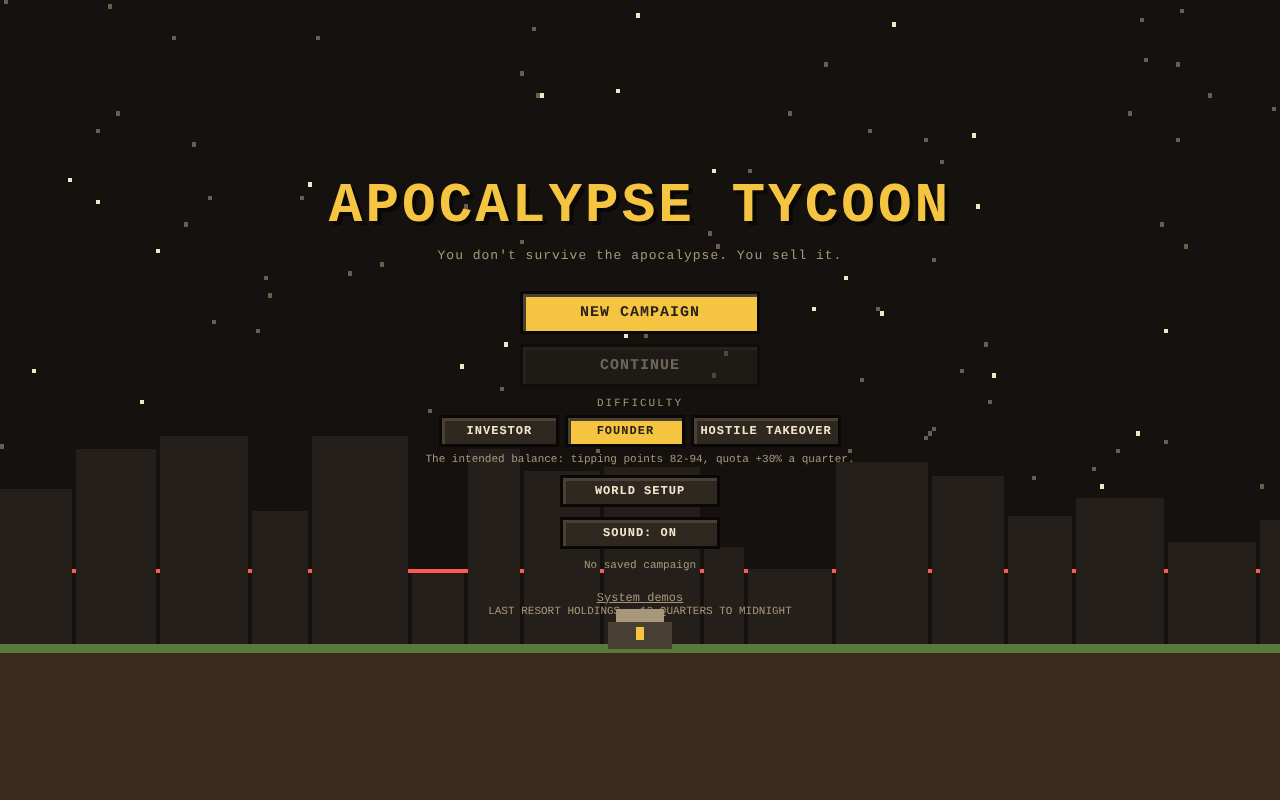 APOCALYPSE TYCOON
You don't survive the apocalypse. You sell it.
NEW CAMPAIGN
CONTINUE
DIFFICULTY
INVESTOR FOUNDER HOSTILE TAKEOVER
The intended balance: tipping points 82-94, quota +30% a quarter.
WORLD SETUP
SOUND: ON
No saved campaign
System demos
LAST RESORT HOLDINGS QUARTERS TO MIDNIGHT